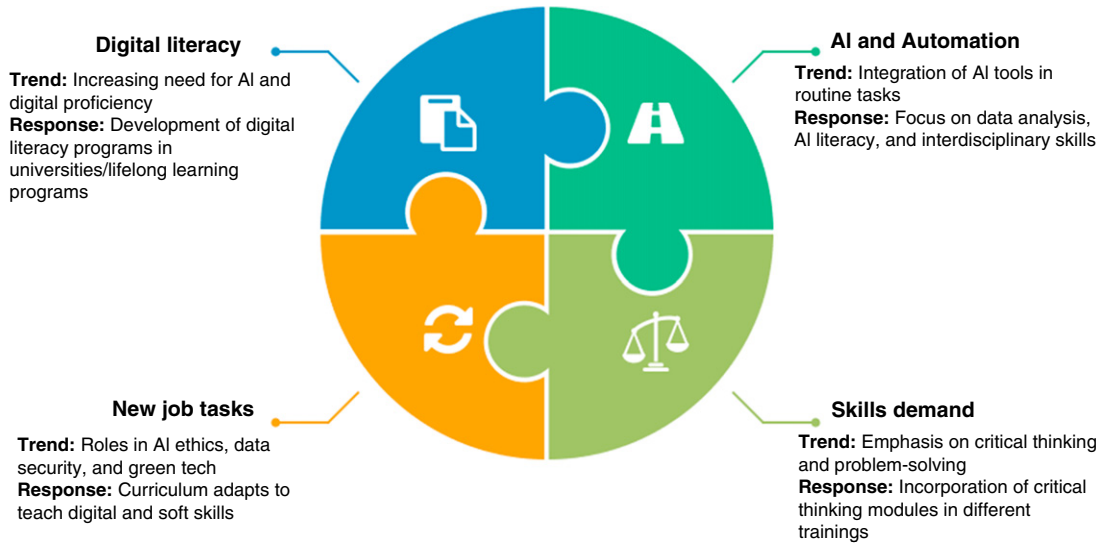 Digital literacy
Trend: Increasing need for AI and
digital proficiency
Response: Development of digital
literacy programs in
universities/lifelong learning
programs
AI and Automation
Trend: Integration of AI tools in
routine tasks
Response: Focus on data analysis,
AI literacy, and interdisciplinary skills
New job tasks
Trend: Roles in AI ethics, data
security, and green tech
Response: Curriculum adapts to
teach digital and soft skills
Skills demand
Trend: Emphasis on critical thinking
and problem-solving
Response: Incorporation of critical
thinking modules in different
trainings